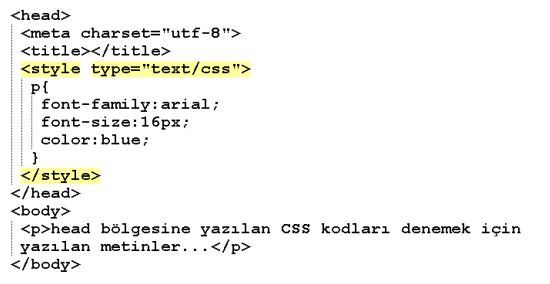 <head>
<meta charset="utf-8">
<title></title>
<style type="text/css">
p{
font-family:arial;
font-size:16px;
color:blue;
}
</style>
</head>
<body>
<p>head bölgesine yazılan CSS kodları denemek için
yazılan metinler...</p>
</body>